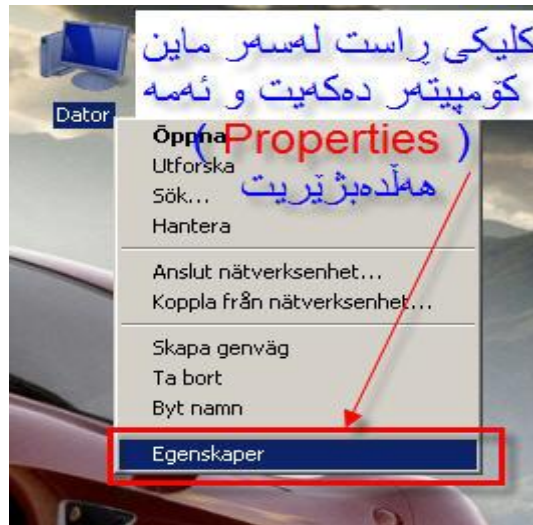 کلیکی ڕاست لەسەر ماین
کۆمپیتەر دەکەیت و ئەمە
( Properties )
هەڵدەبژێریت
Dator
Öppna
Utforska
Sök...
Hantera
Anslut nätverksenhet...
Koppla från nätverksenhet...
Skapa genväg
Ta bort
Byt namn
Egenskaper